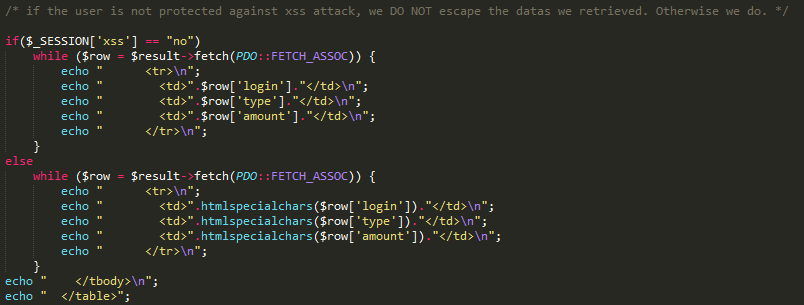 /* if the user is not protected against xss attack, we DO NOT escape the datas we retrieved. Otherwise we do. */

if($_SESSION['xss'] == "no")
    while ($row = $result->fetch(PDO::FETCH_ASSOC)) {
        echo "      <tr>\n";
        echo "        <td>".$row['login']."</td>\n";
        echo "        <td>".$row['type']."</td>\n";
        echo "        <td>".$row['amount']."</td>\n";
        echo "      </tr>\n";
    }
else
    while ($row = $result->fetch(PDO::FETCH_ASSOC)) {
        echo "      <tr>\n";
        echo "        <td>".htmlspecialchars($row['login'])."</td>\n";
        echo "        <td>".htmlspecialchars($row['type'])."</td>\n";
        echo "        <td>".htmlspecialchars($row['amount'])."</td>\n";
        echo "      </tr>\n";
    }
echo "    </tbody>\n";
echo "  </table>";